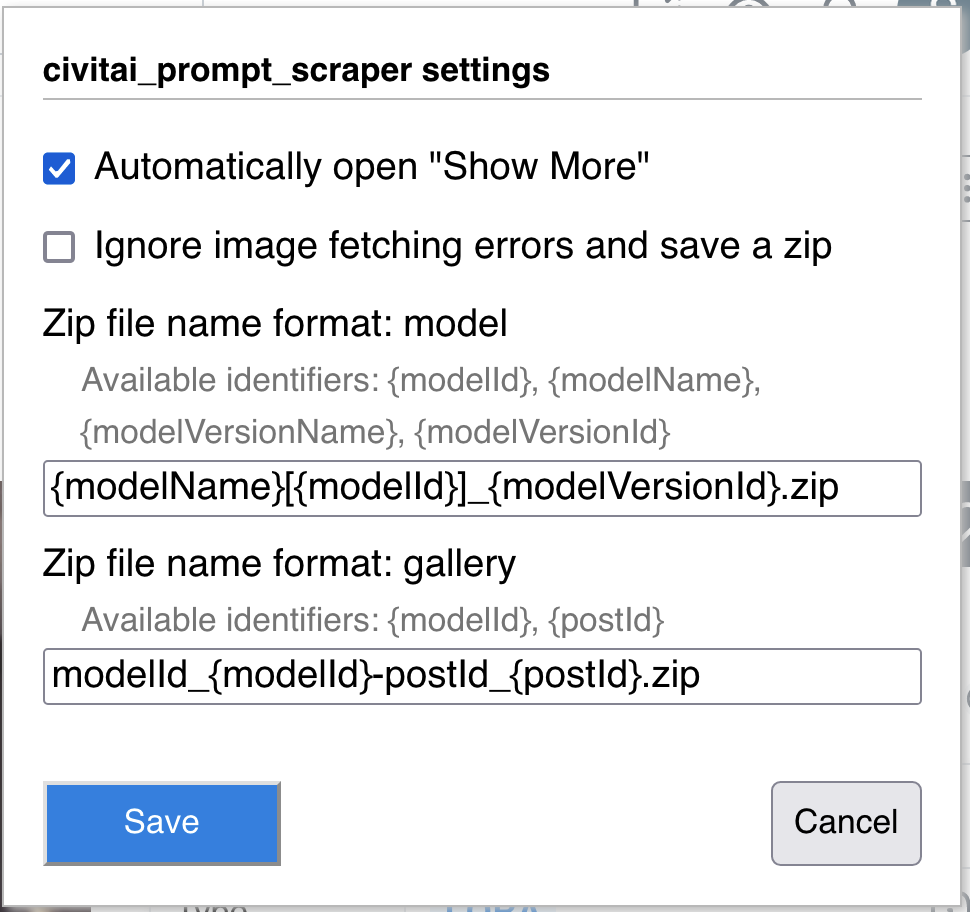 civitai_prompt_scraper settings
Automatically open "Show More"
Ignore image fetching errors and save a zip
Zip file name format: model
Available identifiers: {modelId}, {modelName},
{modelVersionName}, {modelVersionId}
{modelName}[{modelId}]_{modelVersionId}.zip
Zip file name format: gallery
Available identifiers: {modelId}, {postId}
modelId_{modelId}-postId_{postId}.zip
Save
Cancel